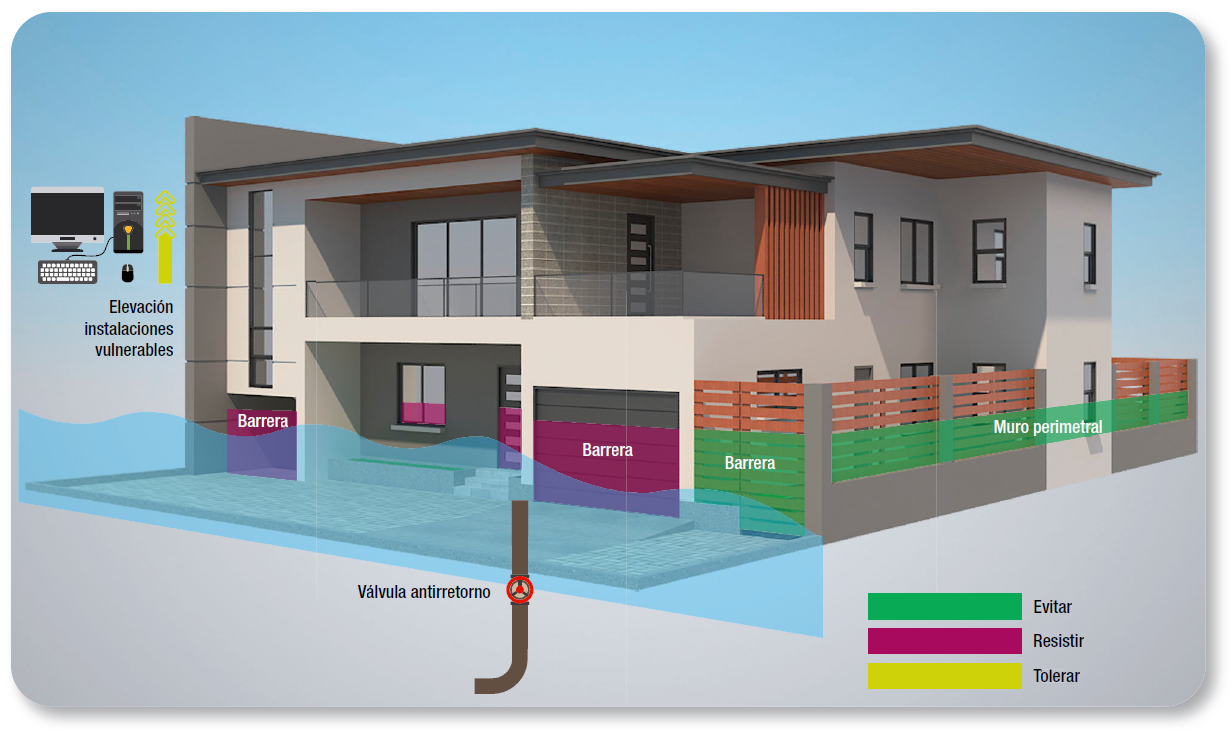 Elevación
instalaciones
vulnerables
Barrera
Barrera
Barrera
Muro perimetral
Válvula antirretorno
Evitar
Resistir
Tolerar